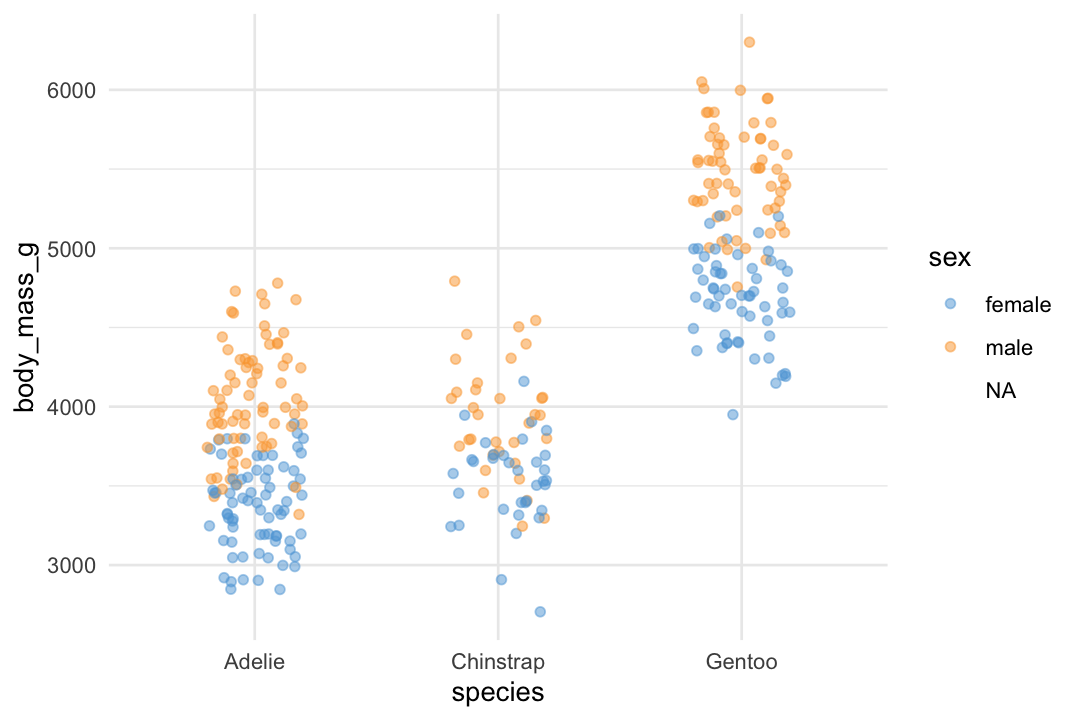 6000
5000
4000
3000
body_mass_g
Adelie
Chinstrap
Gentoo
species
sex
female
male
NA